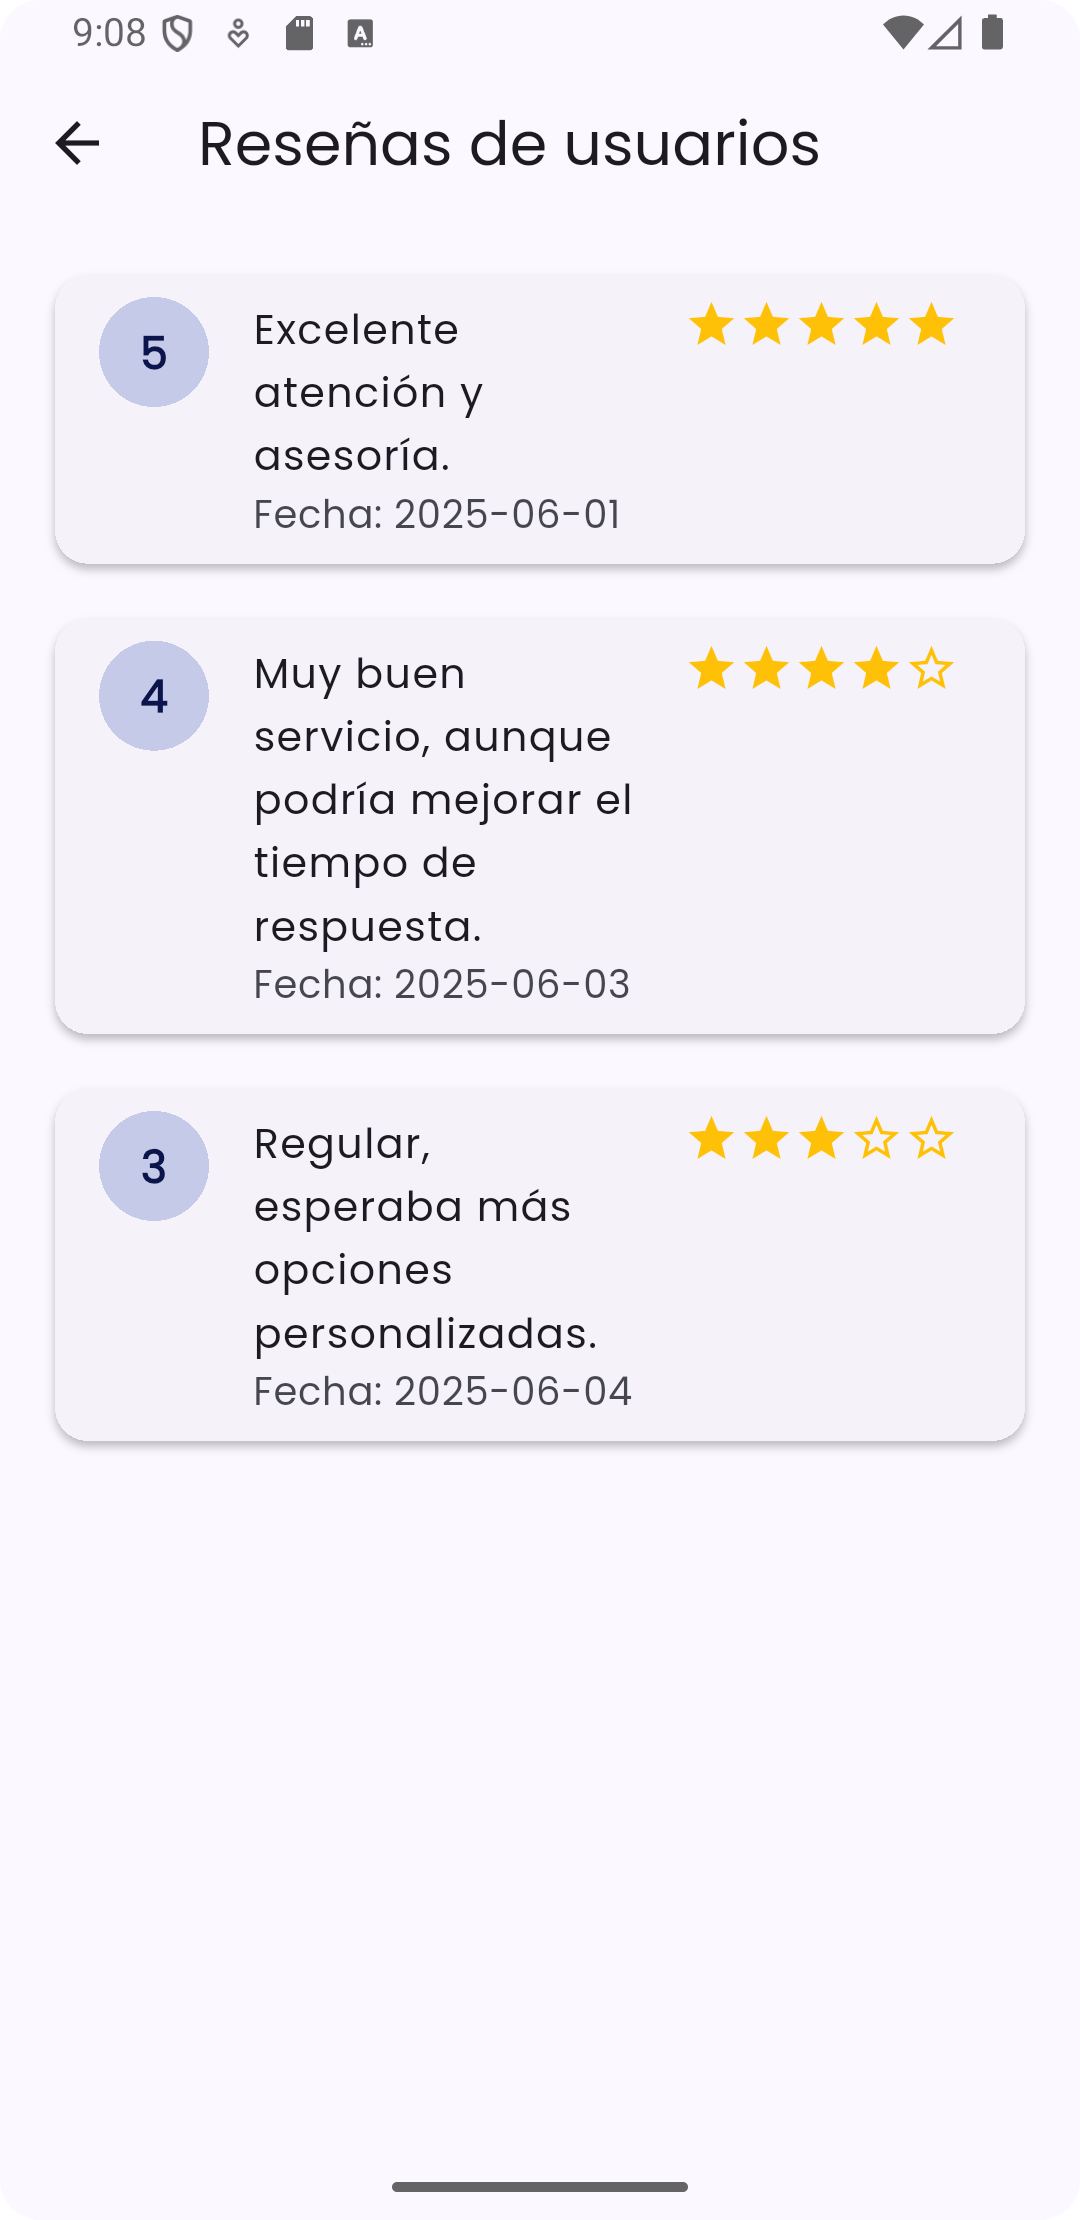 9:08
Reseñas de usuarios
5
Excelente
atención y
asesoría.
Fecha: 2025-06-01
4
Muy buen
servicio, aunque
podría mejorar el
tiempo de
respuesta.
Fecha: 2025-06-03
3
Regular,
esperaba más
opciones
personalizadas.
Fecha: 2025-06-04